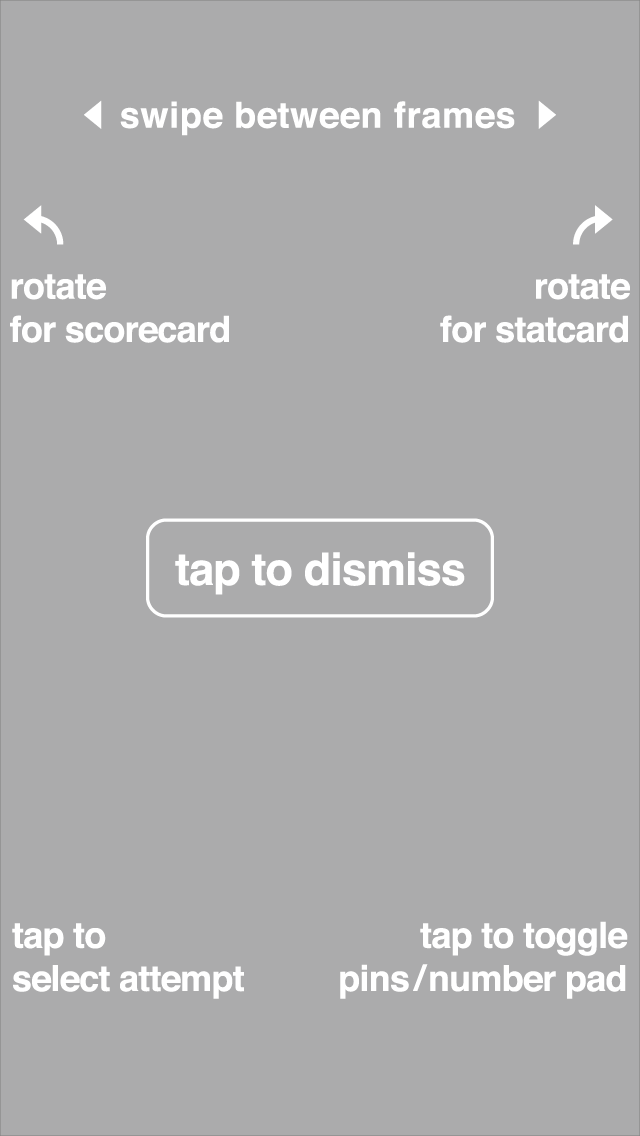 swipe between frames
rotate
for scorecard
rotate
for statcard
tap to dismiss
tap to
select attempt
tap to toggle
pins/number pad